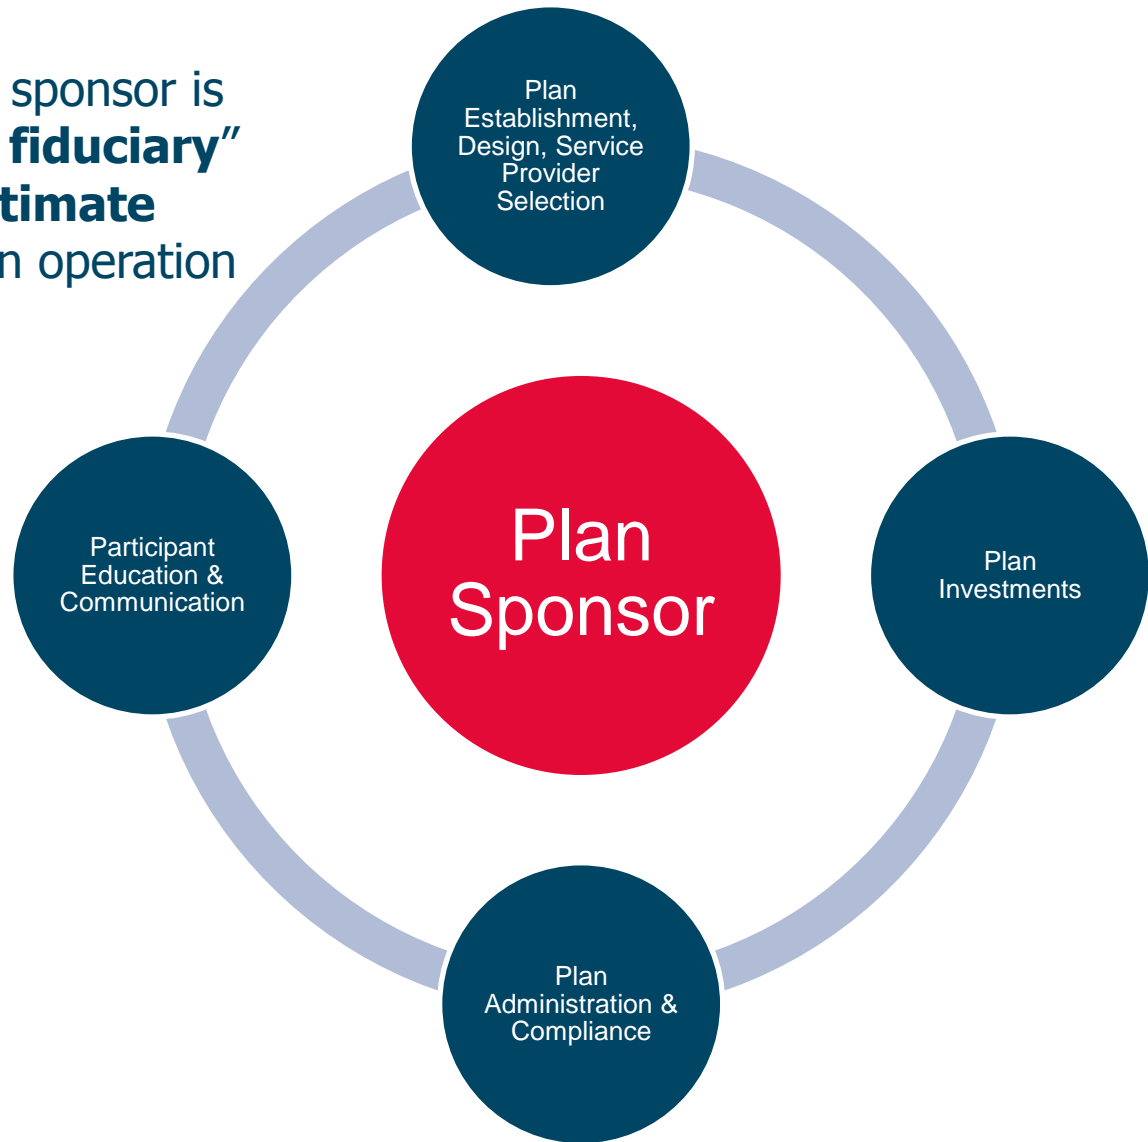 sponsor is
fiduciary”
timate
n operation
Plan
Establishment,
Design, Service
Provider
Selection
Participant
Education &
Communication
Plan
Sponsor
Plan
Investments
Plan
Administration &
Compliance